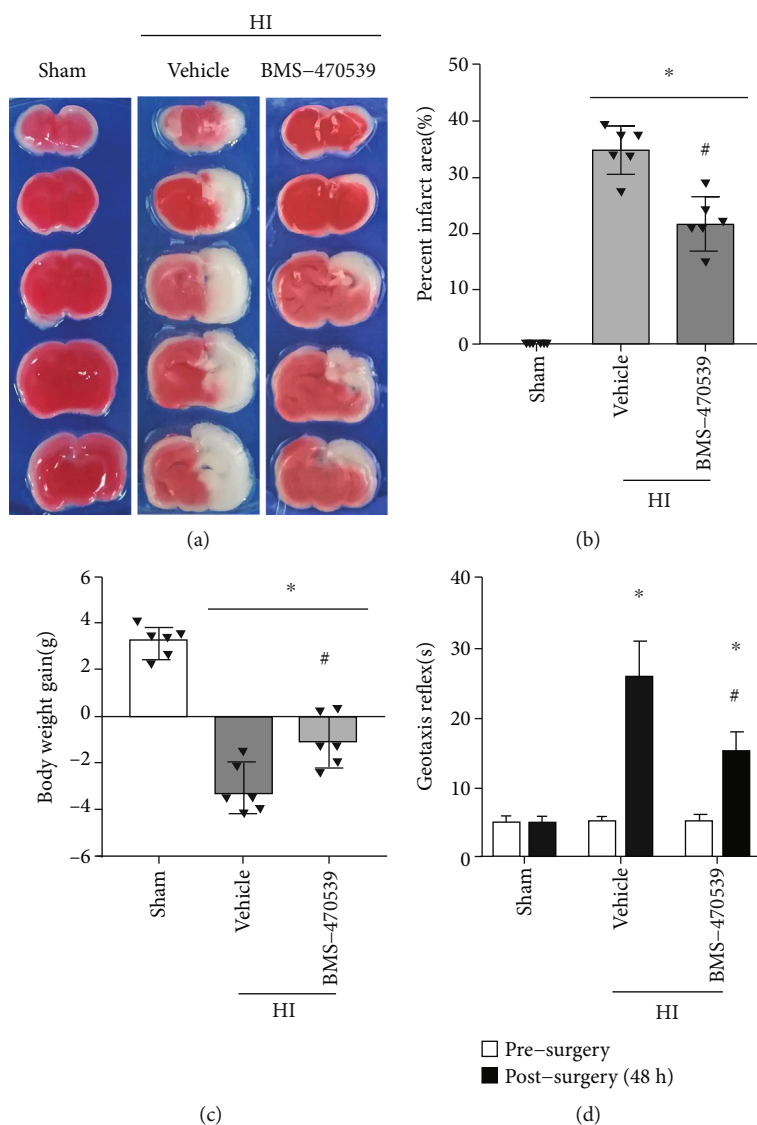 HI
Sham
Vehicle
BMS−470539
(a)
Percent infarct area(%)
50
40
30
20
10
0
*
#
Sham
Vehicle
BMS−470539
HI
(b)
Body weight gain(g)
6
4
2
0
−2
−4
−6
*
#
Sham
Vehicle
BMS−470539
HI
(c)
Geotaxis reflex(s)
40
30
20
10
0
*
*
#
Sham
Vehicle
BMS−470539
HI
Pre−surgery
Post−surgery (48 h)
(d)